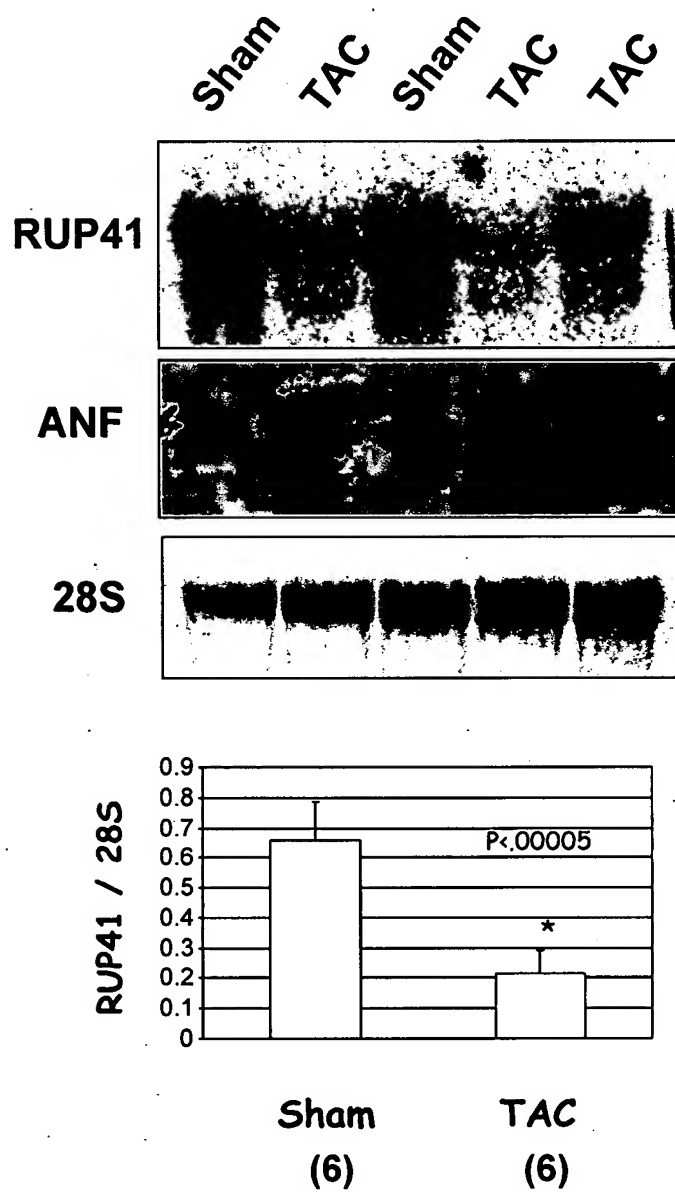 Sham TAC Sham TAC TAC
RUP41
ANF
28S
0.9
0.8
0.7
0.6
0.5
0.4
0.3
0.2
0.1
0
RUP41 / 28S
P<.00005
*
Sham TAC
(6) (6)